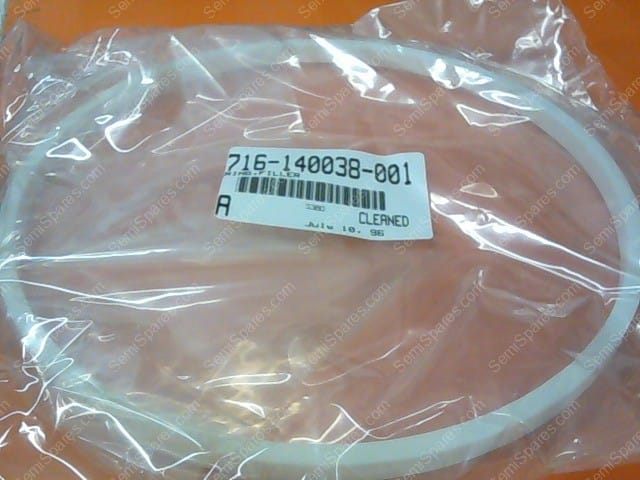 716-140038-001
RING,FILLER
A
CLEANED
July 10, 96
SemiSpares.com